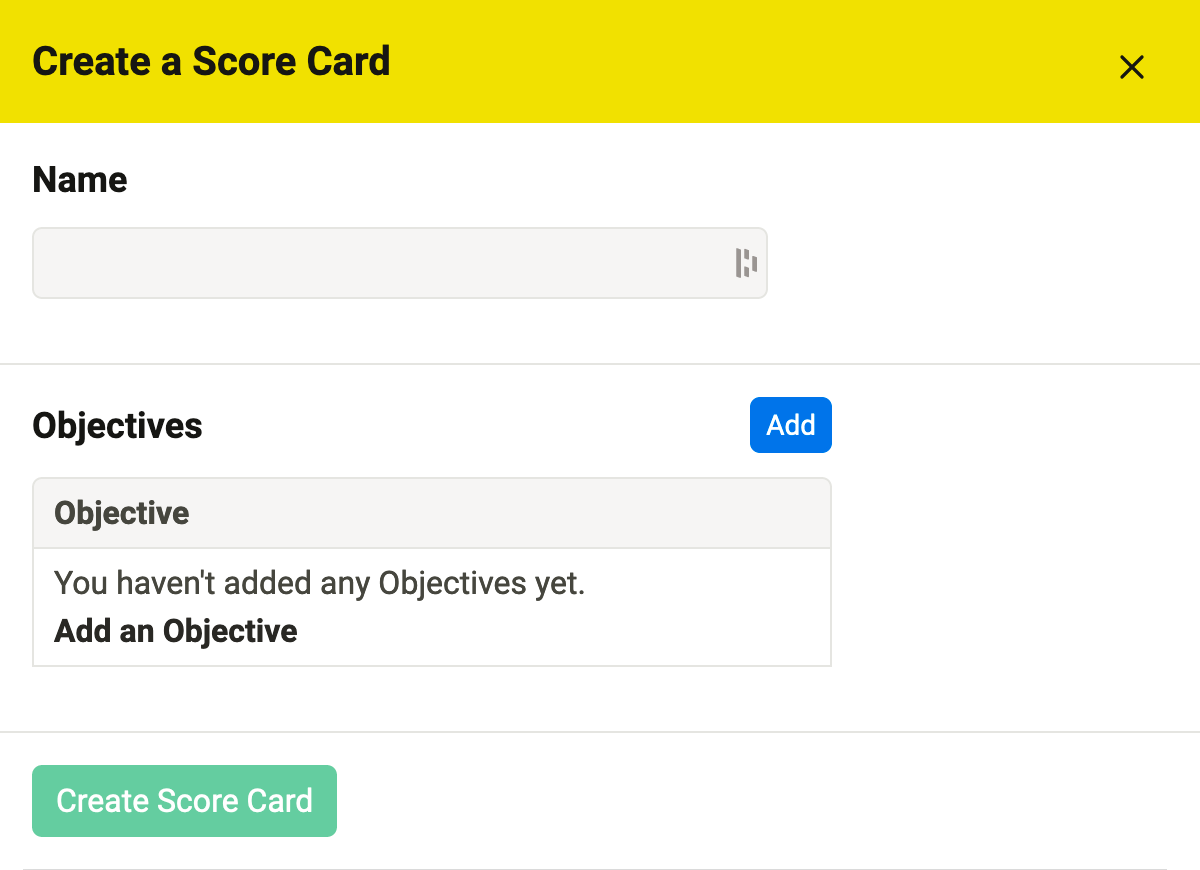 Create a Score Card
Name
Objectives
Add
Objective
You haven't added any Objectives yet.
Add an Objective
Create Score Card